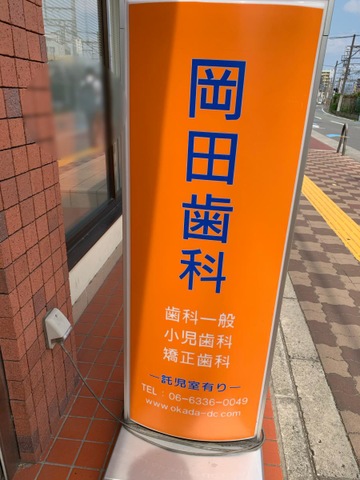 岡田歯科
歯科一般
小児歯科
矯正歯科
ー託児室有りー
TEL：06-6336-0049
www.okada-dc.com